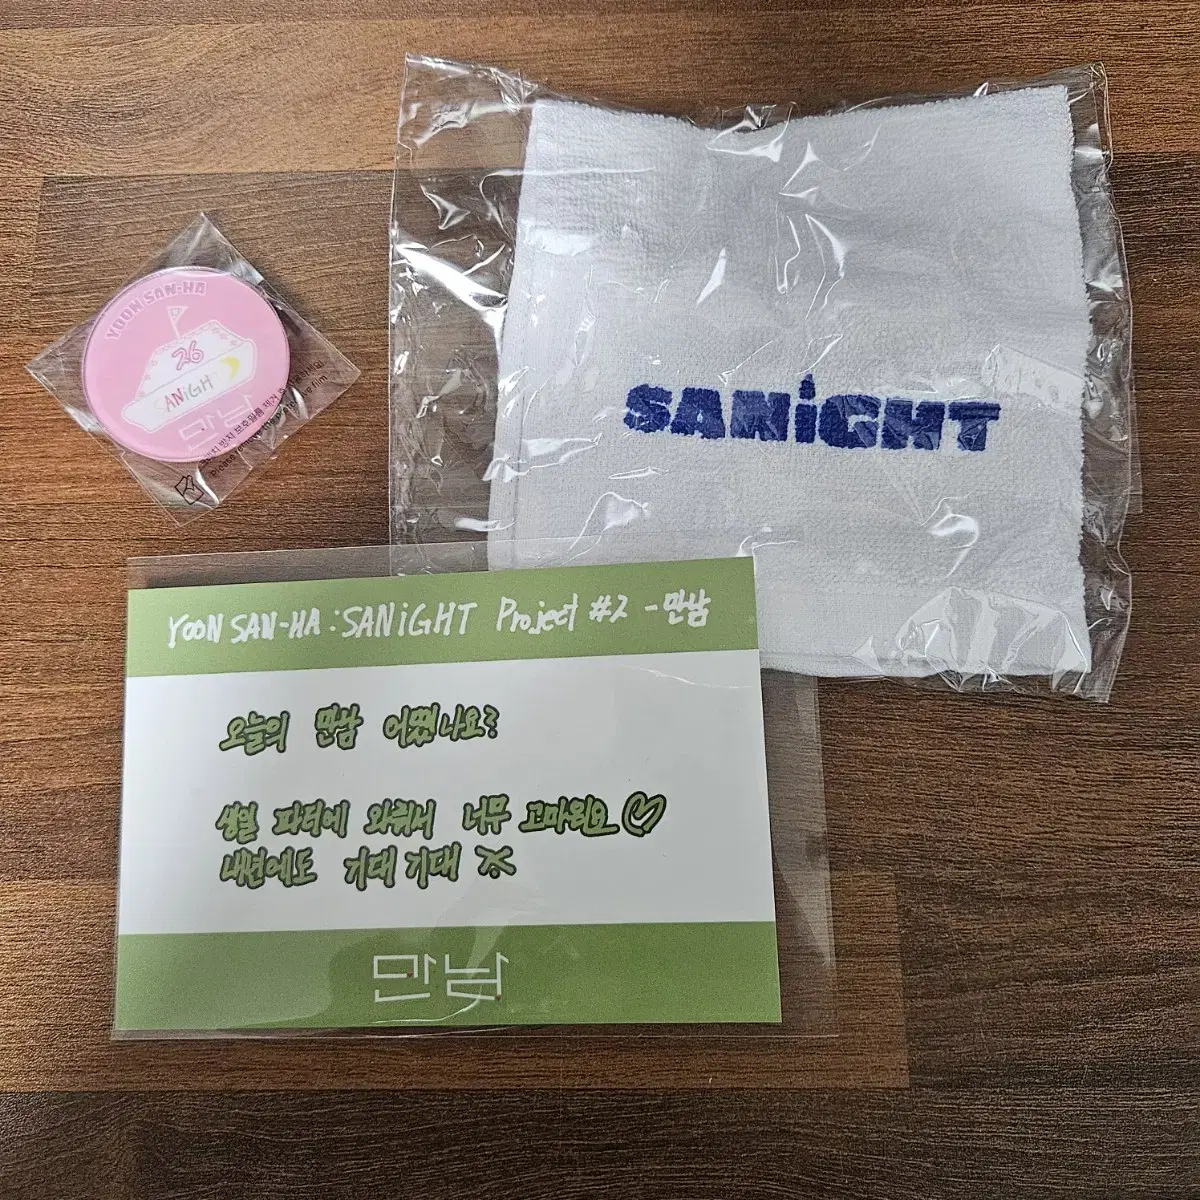 YOON SAN-HA
26
SANiGHT
만남
SANiGHT
YOON SAN-HA : SANiGHT Project #2 - 만남
오늘의 만남 어땠나요?
생일 파티에 와줘서 너무 고마워요♡
내년에도 기대 기대
만남